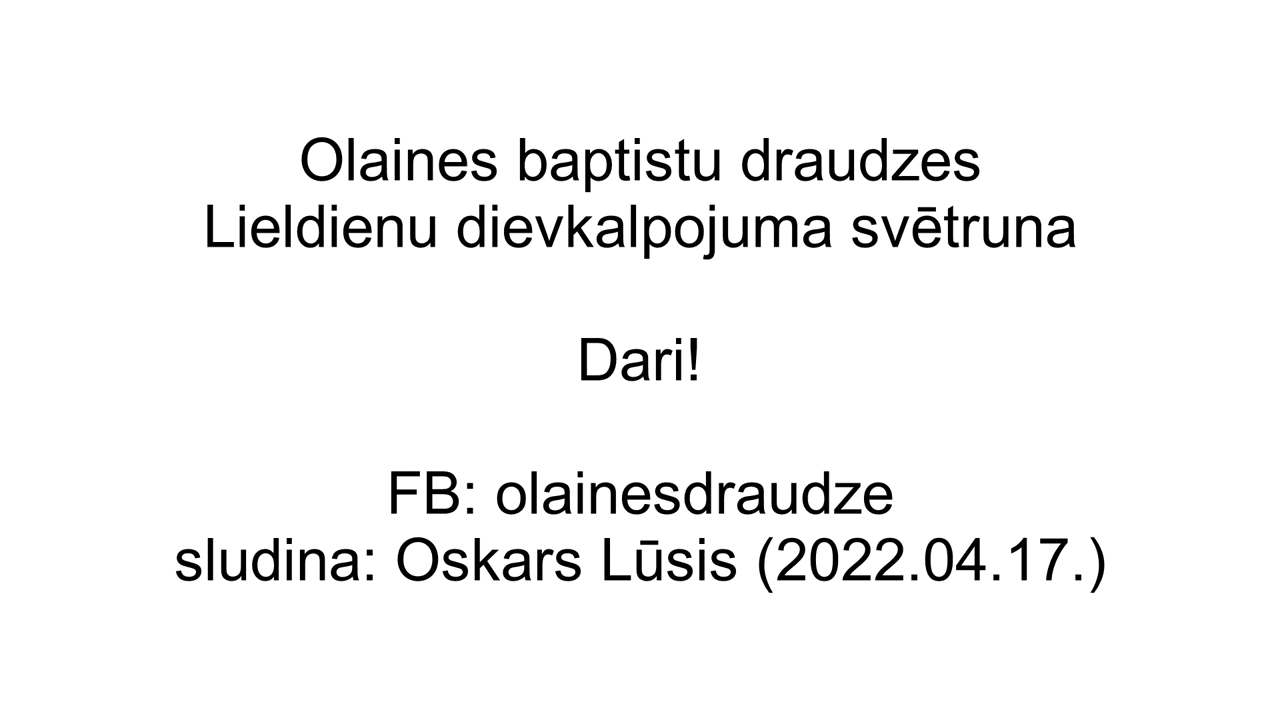 Olaines baptistu draudzes
Lieldienu dievkalpojuma svētruna
Dari!
FB: olainesdraudze
sludina: Oskars Lūsis (2022.04.17.)